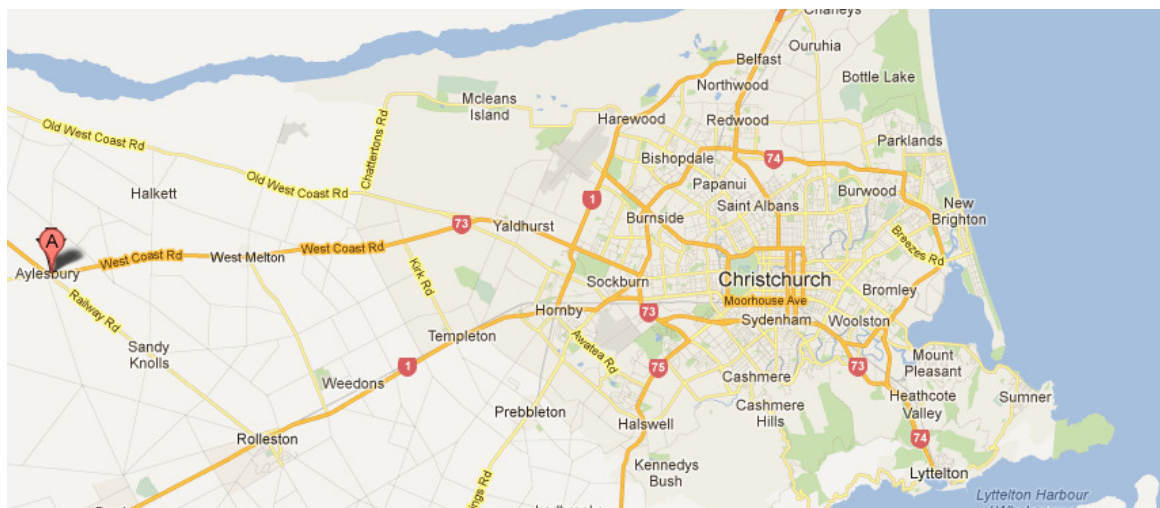 Chaneys
Ouruhia
Belfast
Northwood
Bottle Lake
Mcleans
Island
Harewood
Redwood
Parklands
Old West Coast Rd
Chattertons Rd
Bishopdale
74
Halkett
Old West Coast Rd
1
Papanui
Burwood
Saint Albans
New
Brighton
73
Yaldhurst
Burnside
Breezes Rd
A
West Coast Rd
West Coast Rd
West Melton
Aylesbury
Kirk Rd
Sockburn
Christchurch
Bromley
Railway Rd
Moorhouse Ave
Hornby
73
Sydenham
Woolston
Templeton
Awatea Rd
Sandy
Knolls
1
75
73
Mount
Pleasant
Weedons
Cashmere
Heathcote
Valley
Sumner
Prebbleton
Cashmere
Hills
Halswell
Rolleston
74
Kennedys
Bush
Lyttelton
ngs Rd
Lyttelton Harbour